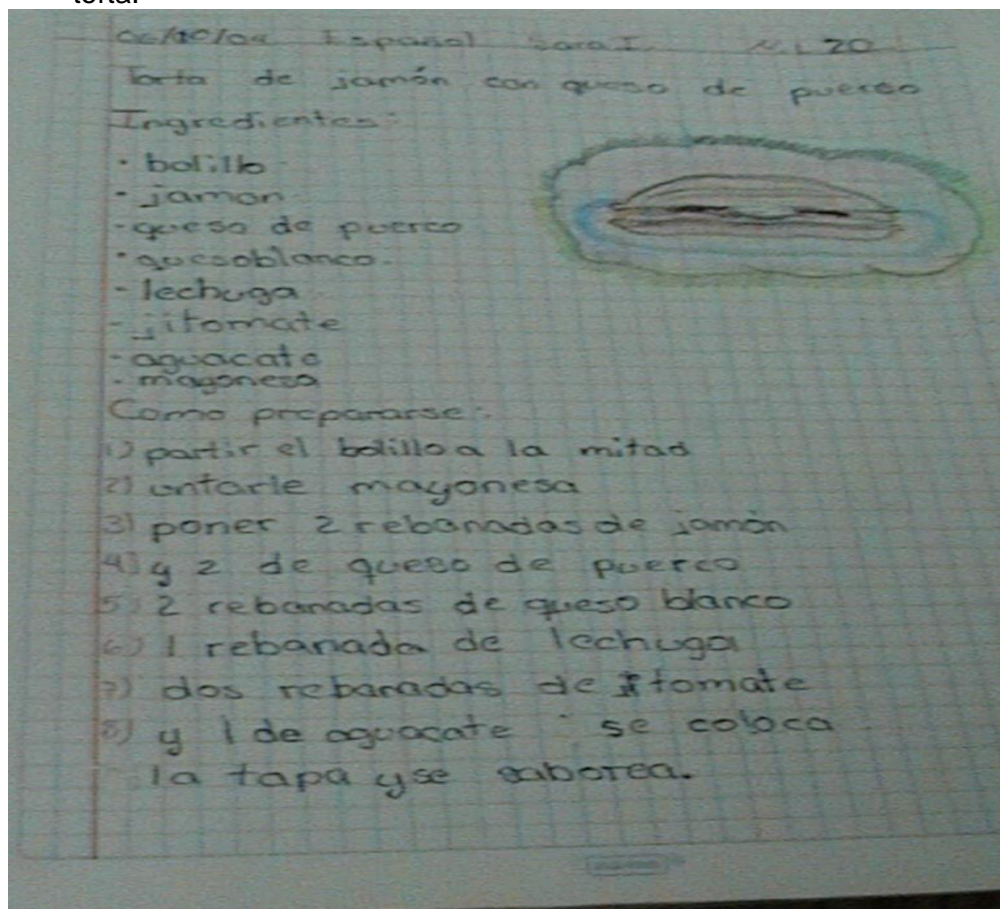 torta.
Español Sara I. N.L 20
Torta de jamón con queso de puerco
Ingredientes:
· bolillo
- jamon
- queso de puerco
· quesoblanco.
- lechuga
- jitomate
- aguacate
- mayonesa
Como prepararse:
1) partir el bolillo a la mitad
2) untarle mayonesa
3) poner 2 rebanadas de jamón
4) y 2 de queso de puerco
5) 2 rebanadas de queso blanco
6) 1 rebanada de lechuga
7) dos rebanadas de jitomate
8) y 1 de aguacate se coloca
la tapa y se saborea.